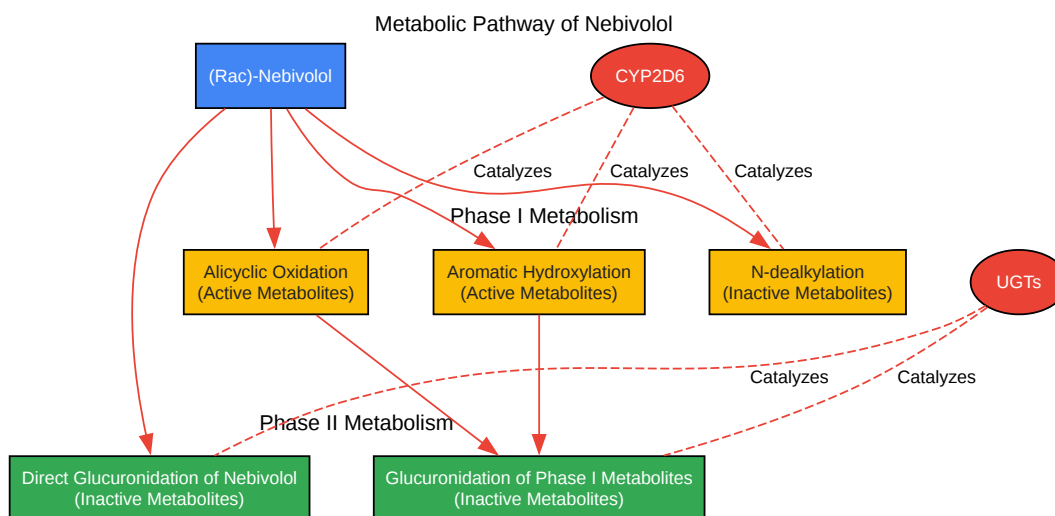 Metabolic Pathway of Nebivolol
(Rac)-Nebivolol
CYP2D6
Catalyzes
Catalyzes
Catalyzes
Phase I Metabolism
Alicyclic Oxidation
(Active Metabolites)
Aromatic Hydroxylation
(Active Metabolites)
N-dealkylation
(Inactive Metabolites)
UGTs
Catalyzes
Catalyzes
Phase II Metabolism
Direct Glucuronidation of Nebivolol
(Inactive Metabolites)
Glucuronidation of Phase I Metabolites
(Inactive Metabolites)